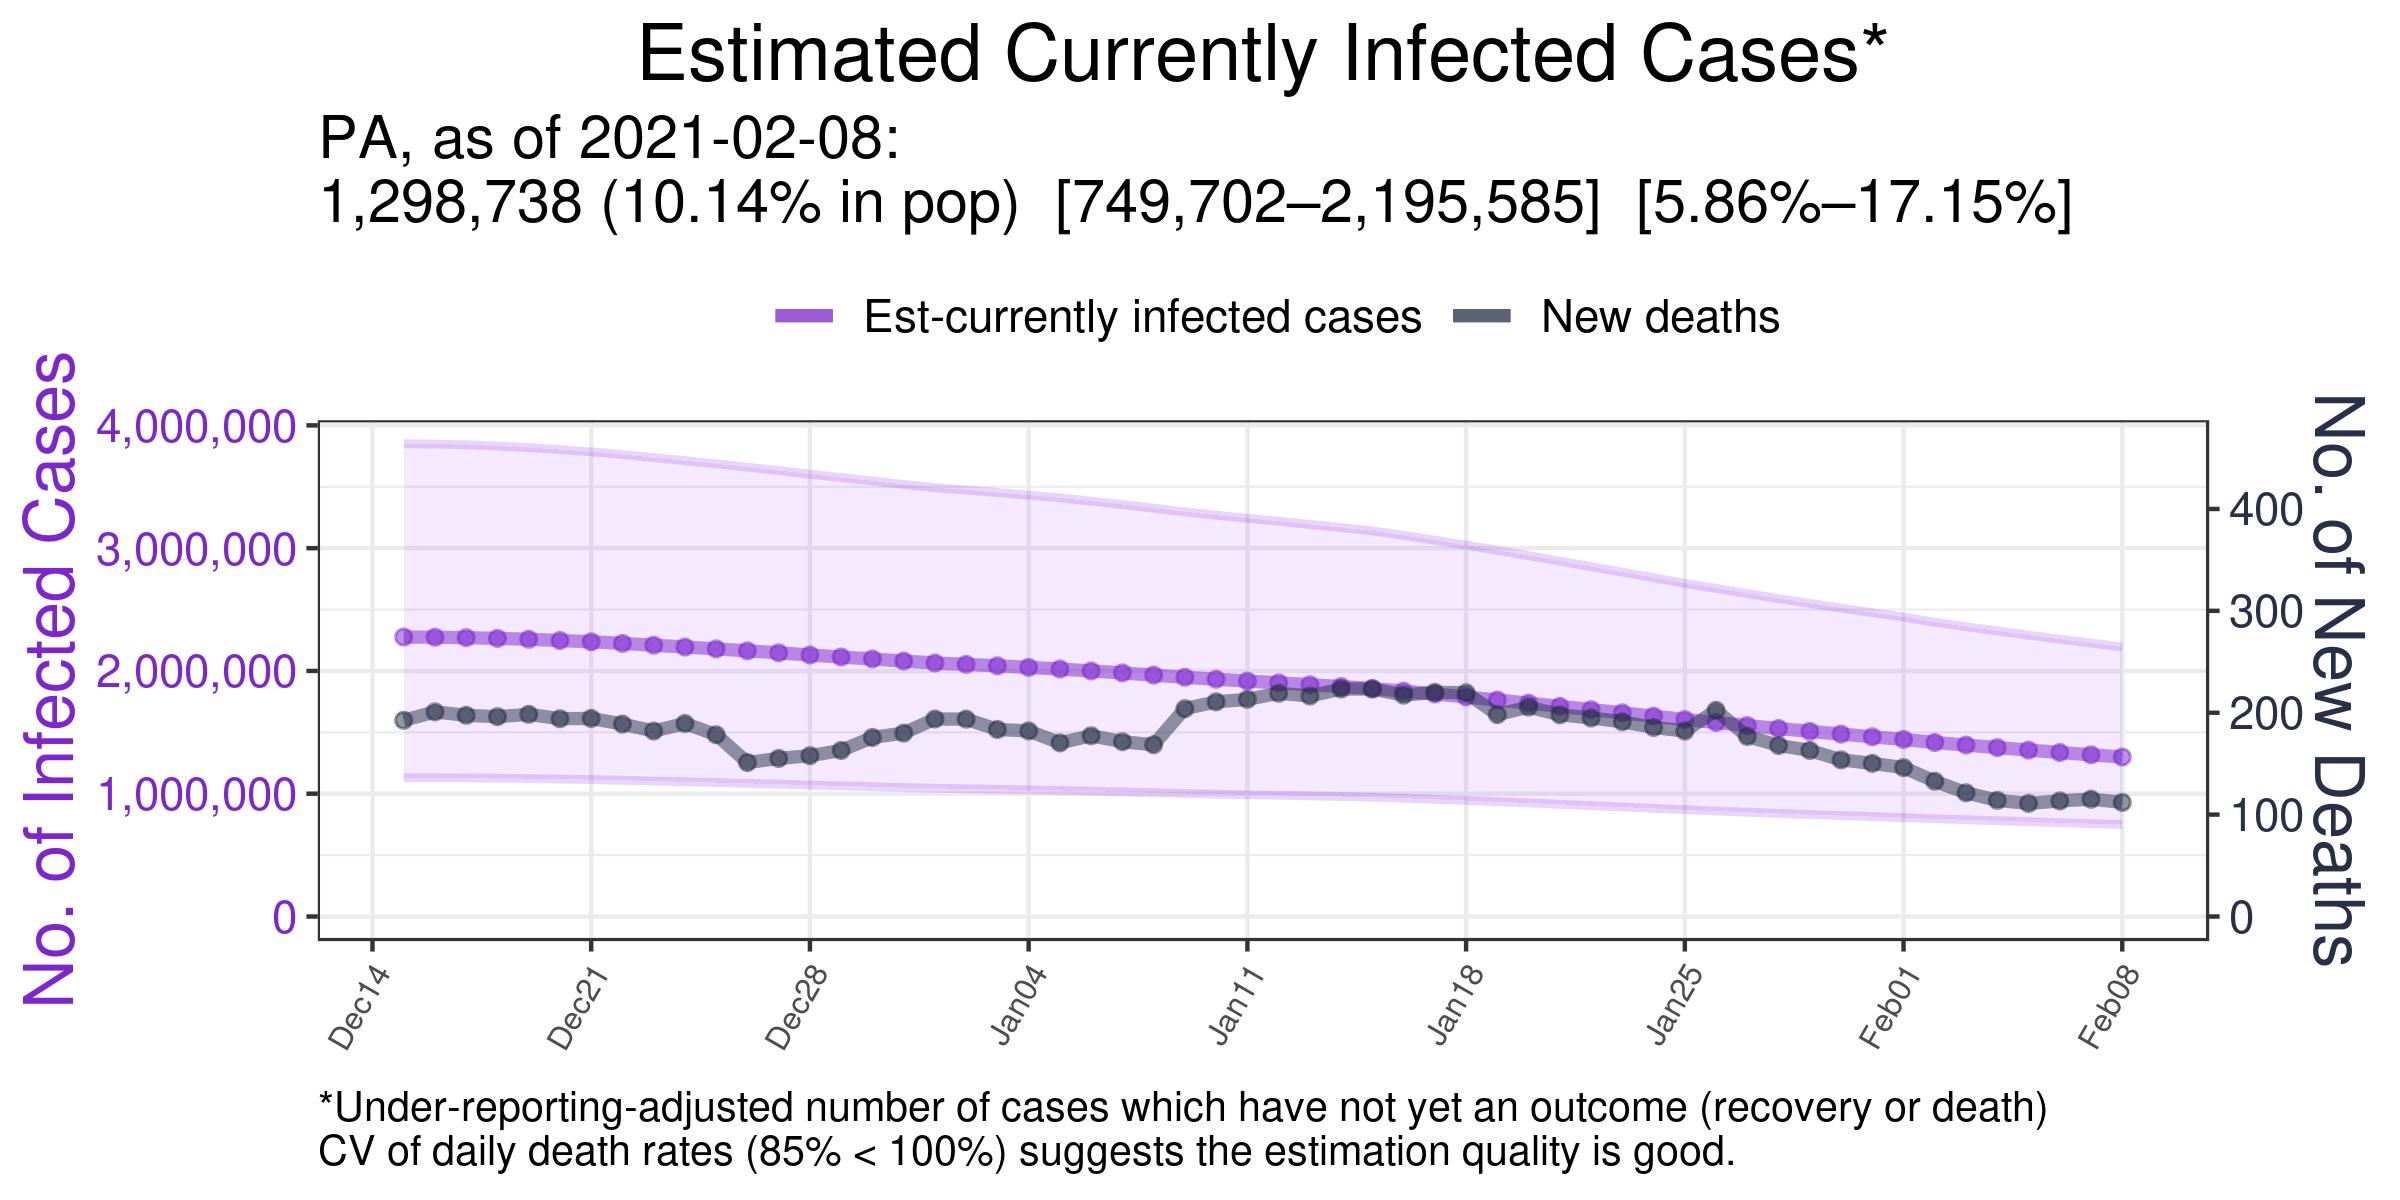 Estimated Currently Infected Cases*
PA, as of 2021-02-08:
1,298,738 (10.14% in pop)  [749,702–2,195,585]  [5.86%–17.15%]
Est-currently infected cases
New deaths
No. of Infected Cases
4,000,000
3,000,000
2,000,000
1,000,000
0
No. of New Deaths
400
300
200
100
0
Dec14
Dec21
Dec28
Jan04
Jan11
Jan18
Jan25
Feb01
Feb08
*Under-reporting-adjusted number of cases which have not yet an outcome (recovery or death)
CV of daily death rates (85% < 100%) suggests the estimation quality is good.